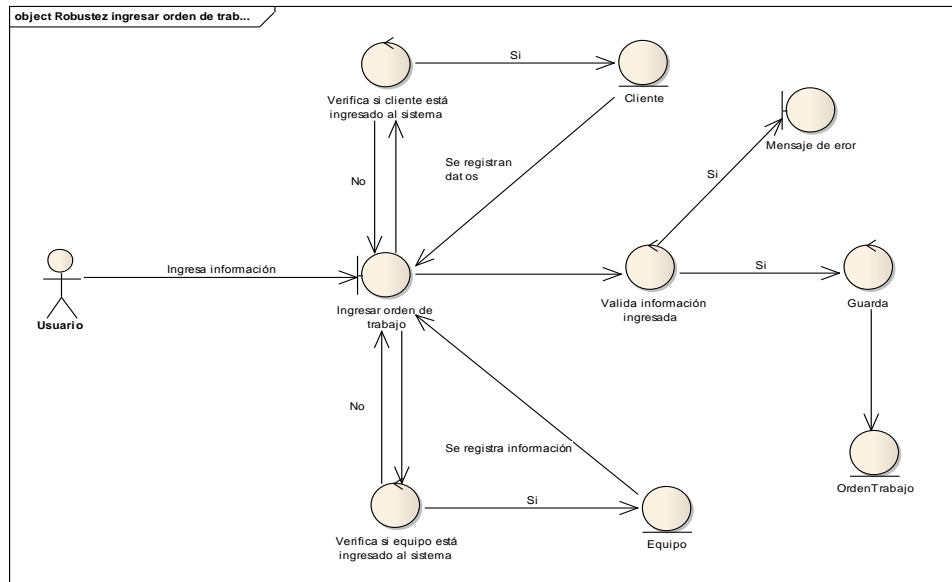 object Robustez ingresar orden de trab...
Si
Verifica si cliente está
ingresado al sistema
Cliente
Mensaje de eror
Se registran
dat os
No
Si
Ingresa información
Si
Usuario
Ingresar orden de
trabajo
Valida información
ingresada
Guarda
No
Se registra información
OrdenTrabajo
Si
Verifica si equipo está
ingresado al sistema
Equipo